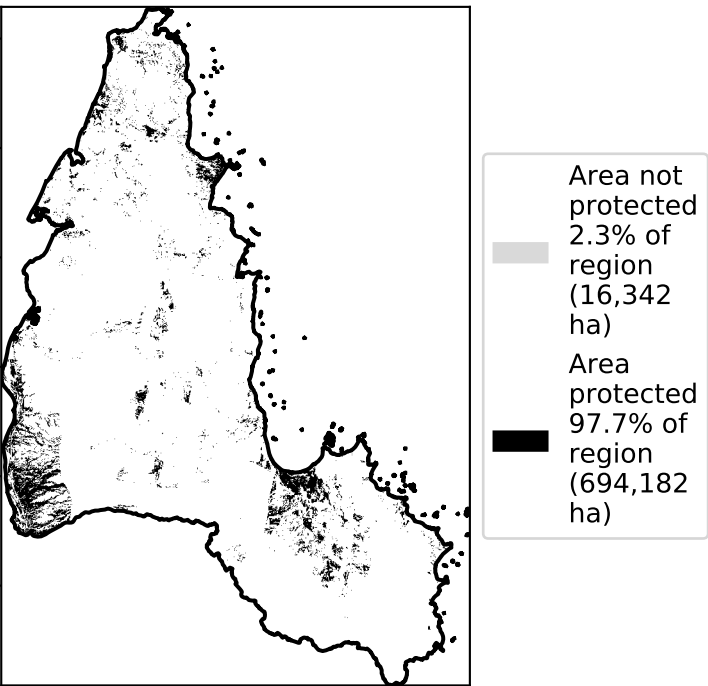 Area not
protected
2.3% of
region
(16,342
ha)
Area
protected
97.7% of
region
(694,182
ha)